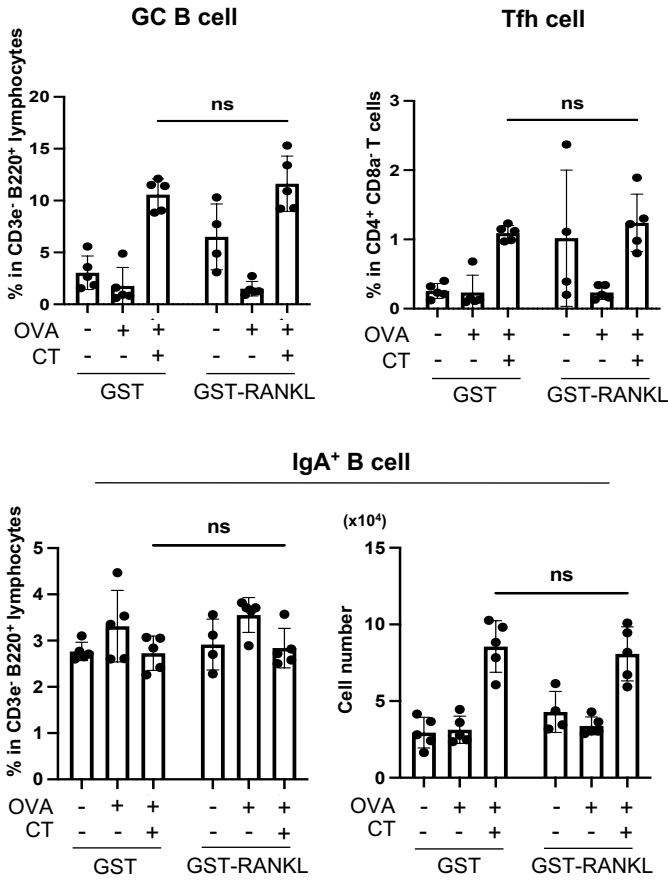 GC B cell
% in CD3e⁻ B220⁺ lymphocytes
20
15
10
5
0
ns
OVA - + + - + +
CT - - + - - +
GST GST-RANKL
Tfh cell
% in CD4⁺ CD8a⁻ T cells
3
2
1
0
ns
- + + - + +
- - + - - +
GST GST-RANKL
IgA⁺ B cell
% in CD3e⁻ B220⁺ lymphocytes
5
4
3
2
1
0
ns
OVA - + + - + +
CT - - + - - +
GST GST-RANKL
(x10⁴)
Cell number
15
10
5
0
ns
OVA - + + - + +
CT - - + - - +
GST GST-RANKL